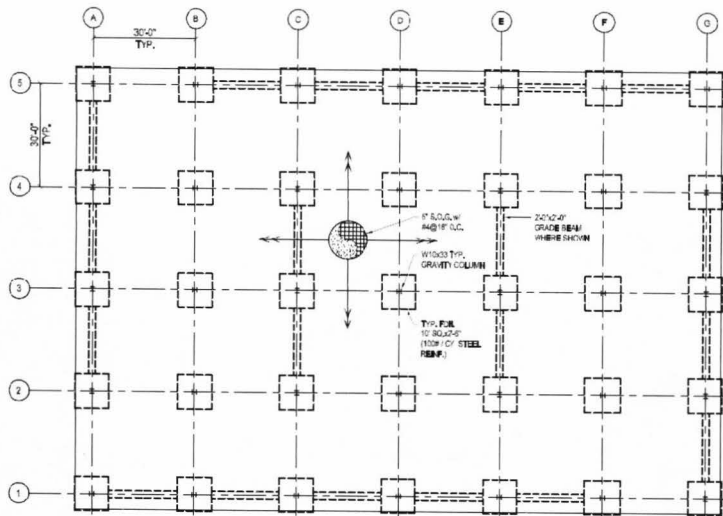 A B C D E F G
30'-0"
TYP.
5
30'-0"
TYP.
4
5" S.O.G. w/
#4@18" O.C.
2'-0"x2'-0"
GRADE BEAM
WHERE SHOWN
W10x33 TYP.
GRAVITY COLUMN
3
TYP. FDN.
10' SQ.x2'-6"
(100# / CY STEEL
REINF.)
2
1